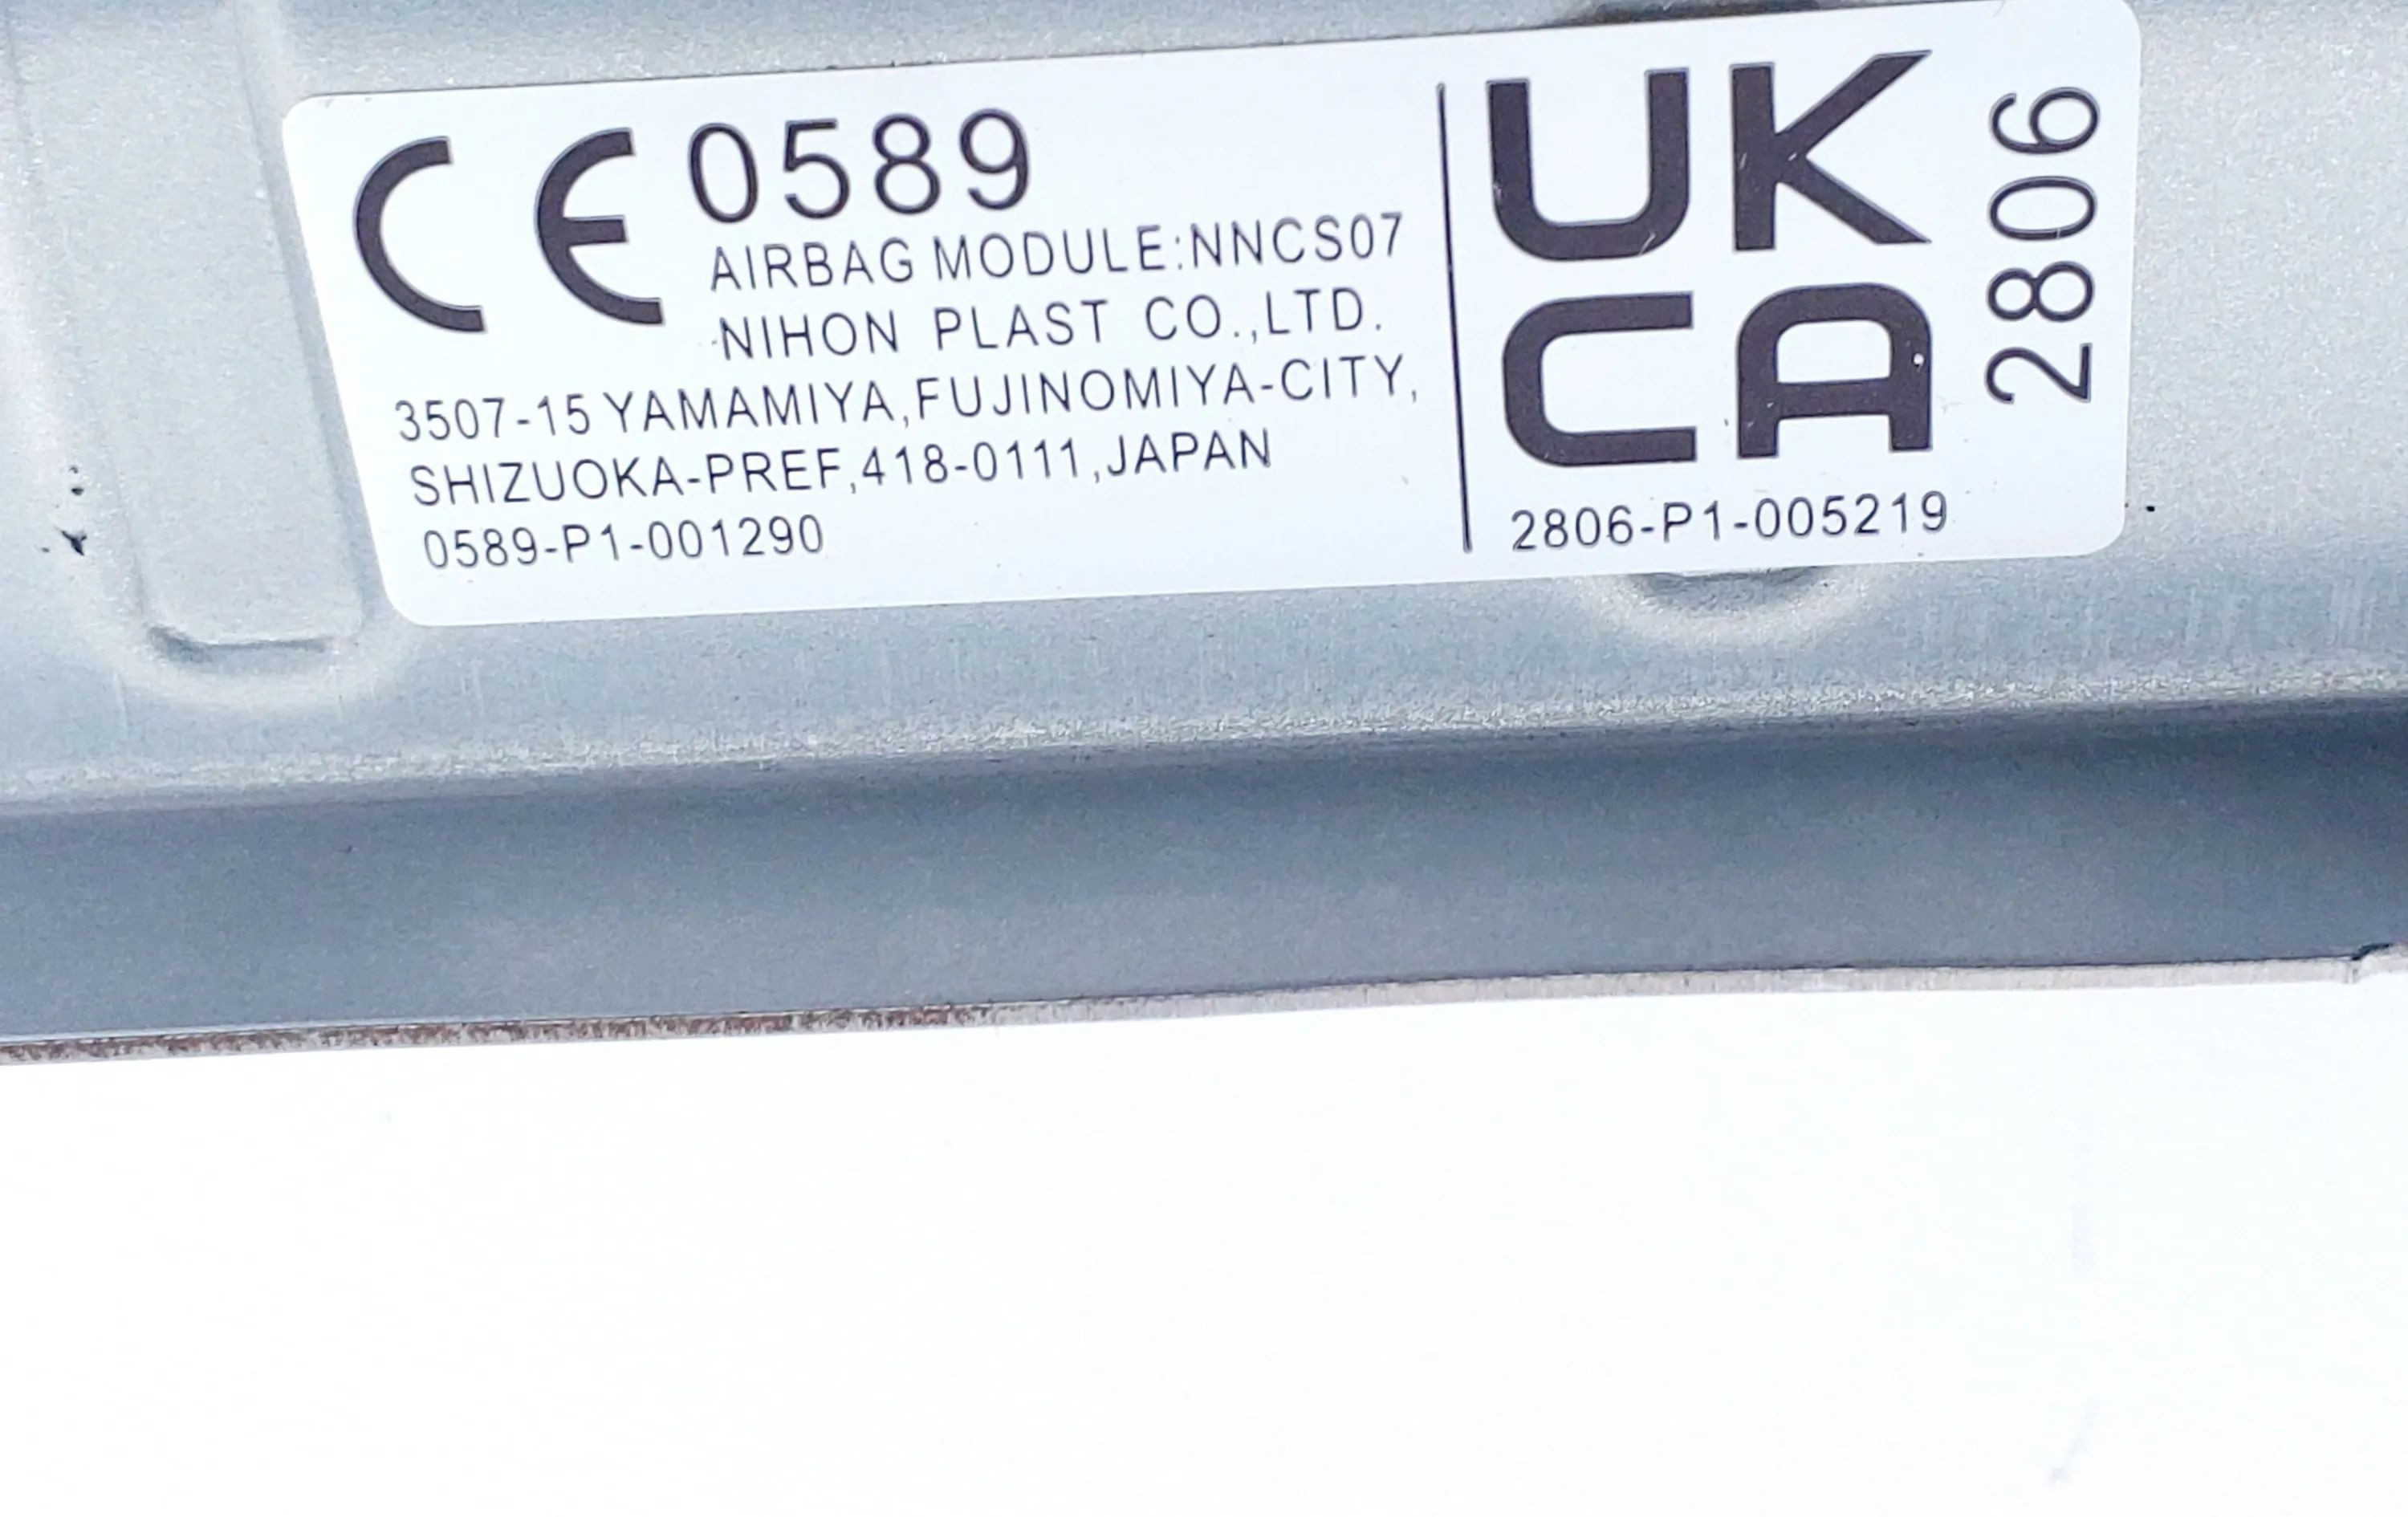 CE 0589
AIRBAG MODULE:NNCS07
NIHON PLAST CO.,LTD.
3507-15 YAMAMIYA,FUJINOMIYA-CITY,
SHIZUOKA-PREF,418-0111,JAPAN
0589-P1-001290
UK
CA
2806
2806-P1-005219